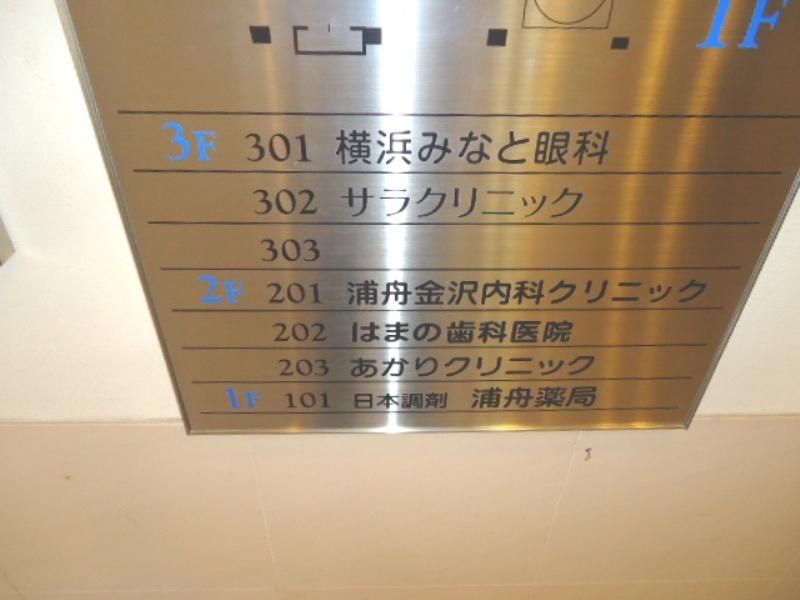 1F
3F 301 横浜みなと眼科
302 サラクリニック
303
2F 201 浦舟金沢内科クリニック
202 はまの歯科医院
203 あかりクリニック
1F 101 日本調剤 浦舟薬局